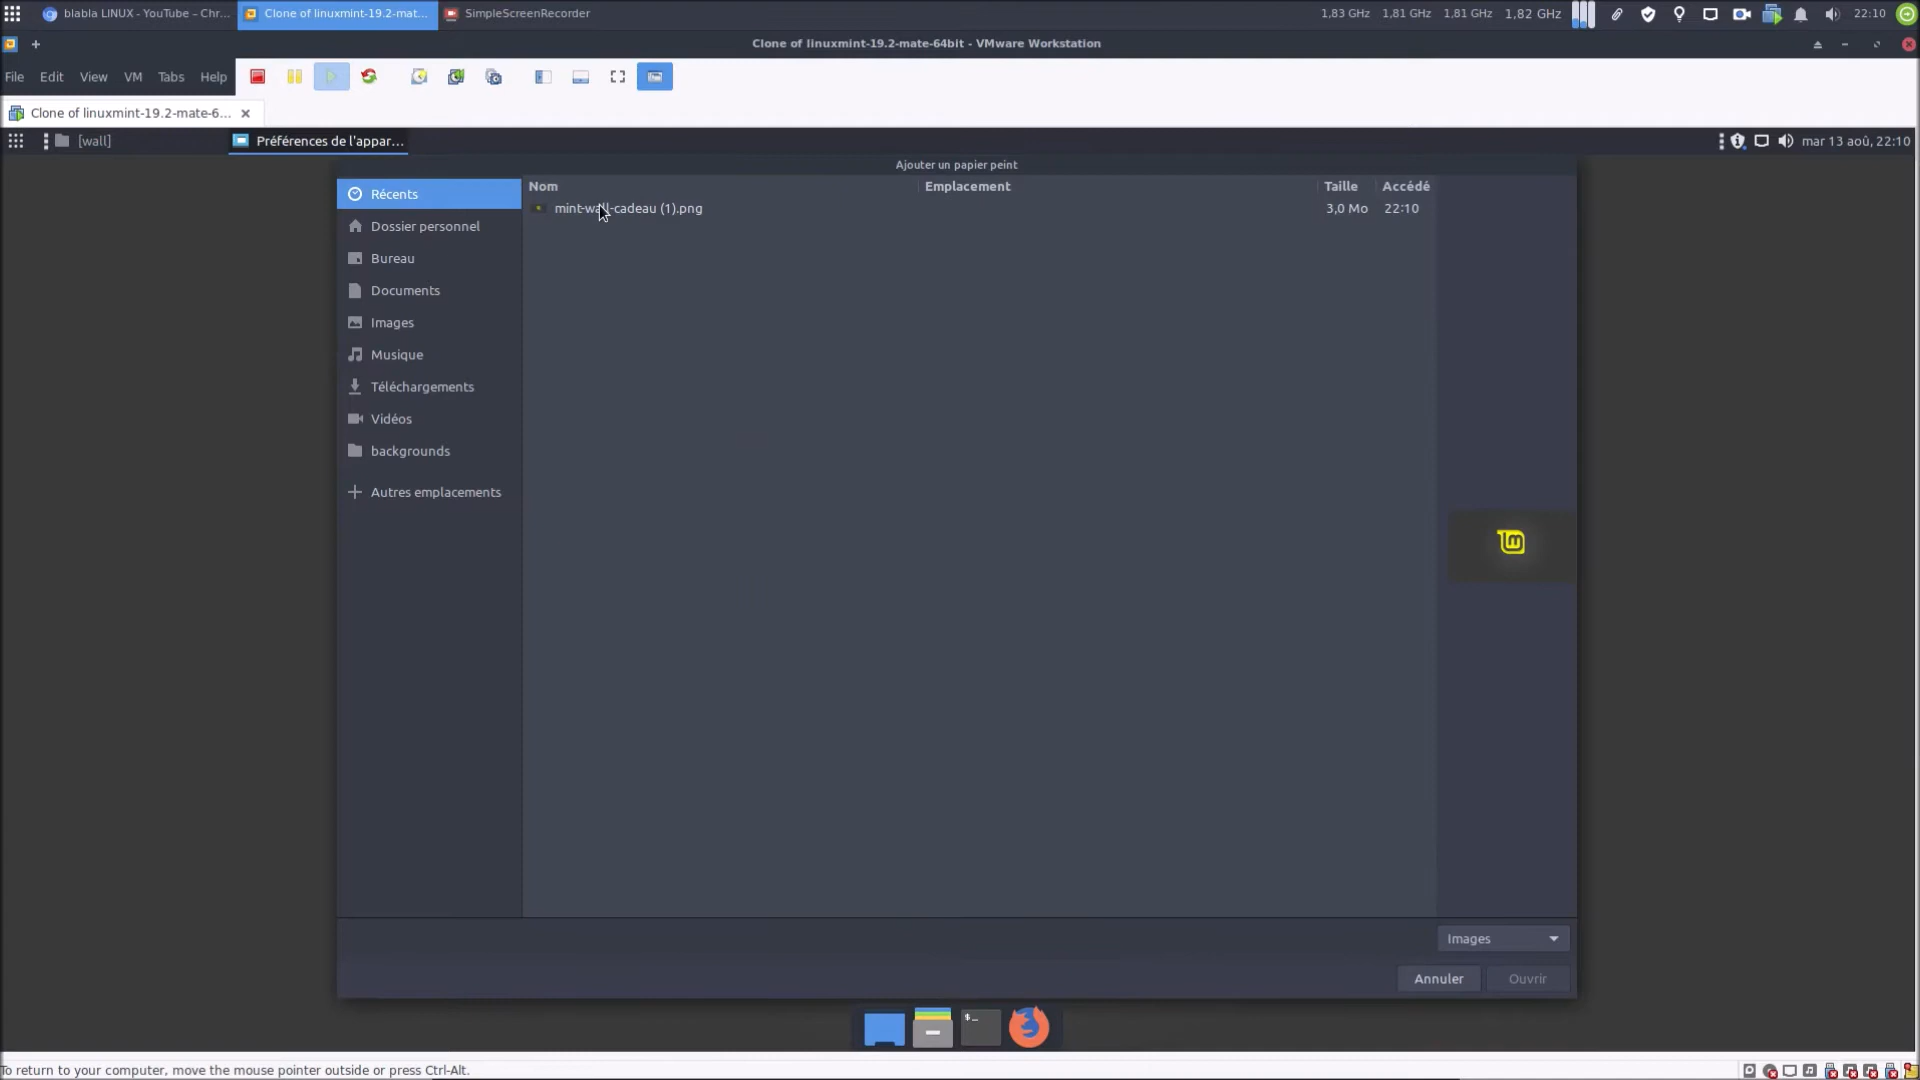 blabla LINUX - YouTube – Chr...
Clone of linuxmint-19.2-mat...
SimpleScreenRecorder
1,83 GHz 1,81 GHz 1,81 GHz 1,82 GHz
22:10
Clone of linuxmint-19.2-mate-64bit - VMware Workstation
File Edit View VM Tabs Help
Clone of linuxmint-19.2-mate-6...
[wall]
Préférences de l'appar...
mar 13 aoû, 22:10
Ajouter un papier peint
Récents
Dossier personnel
Bureau
Documents
Images
Musique
Téléchargements
Vidéos
backgrounds
Autres emplacements
Nom Emplacement Taille Accédé
mint-wall-cadeau (1).png 3,0 Mo 22:10
Images
Annuler Ouvrir
To return to your computer, move the mouse pointer outside or press Ctrl-Alt.